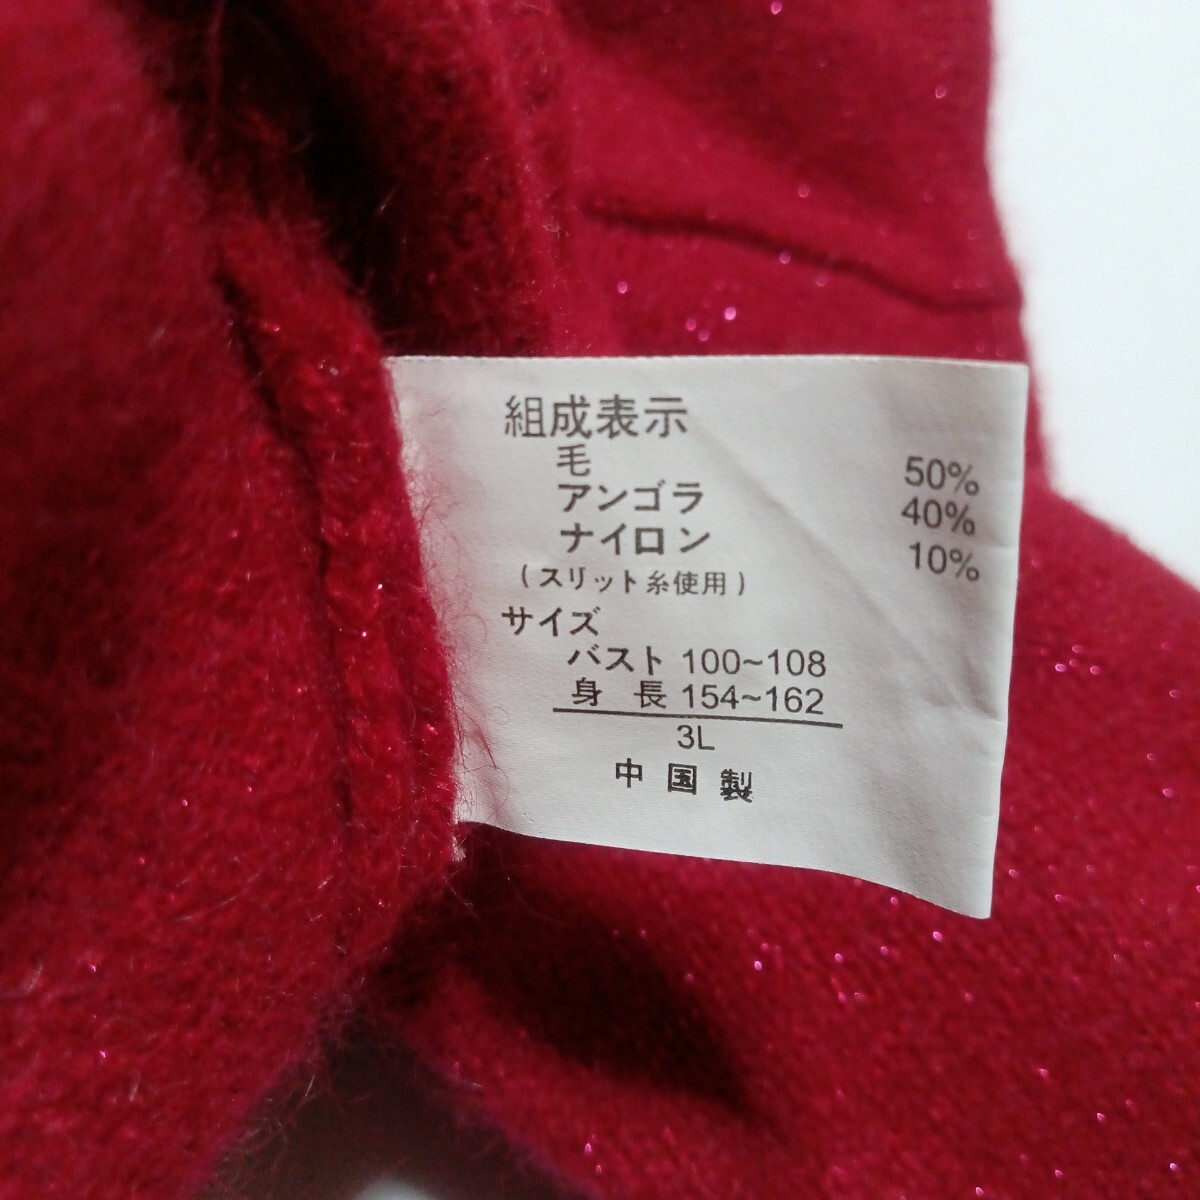 組成表示
毛 50%
アンゴラ 40%
ナイロン 10%
(スリット糸使用)
サイズ
バスト 100~108
身 長 154~162
3L
中国製